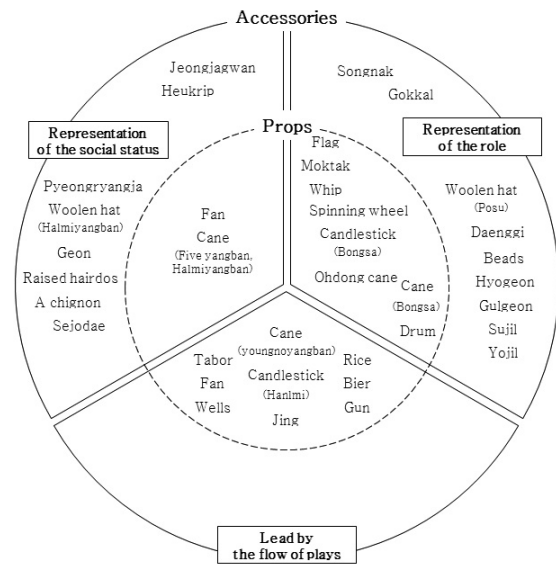 Accessories
Jeongjagwan
Heukrip
Songnak
Gokkal
Representation
of the social status
Props
Representation
of the role
Pyeongryangja
Woolen hat
(Halmiyangban)
Geon
Raised hairdos
A chignon
Sejodae
Fan
Cane
(Five yangban,
Halmiyangban)
Flag
Moktak
Whip
Spinning wheel
Candlestick
(Bongsa)
Ohdong cane
Cane
(Bongsa)
Drum
Woolen hat
(Posu)
Daenggi
Beads
Hyogeon
Gulgeon
Sujil
Yojil
Tabor
Fan
Wells
Cane
(youngnoyangban)
Candlestick
(Hanlmi)
Jing
Rice
Bier
Gun
Lead by
the flow of plays